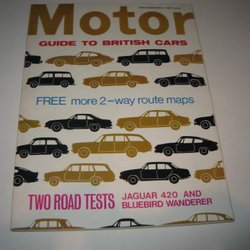 Motor
GUIDE TO BRITISH CARS
FREE more 2-way route maps
TWO ROAD TESTS
JAGUAR 420 AND
BLUEBIRD WANDERER